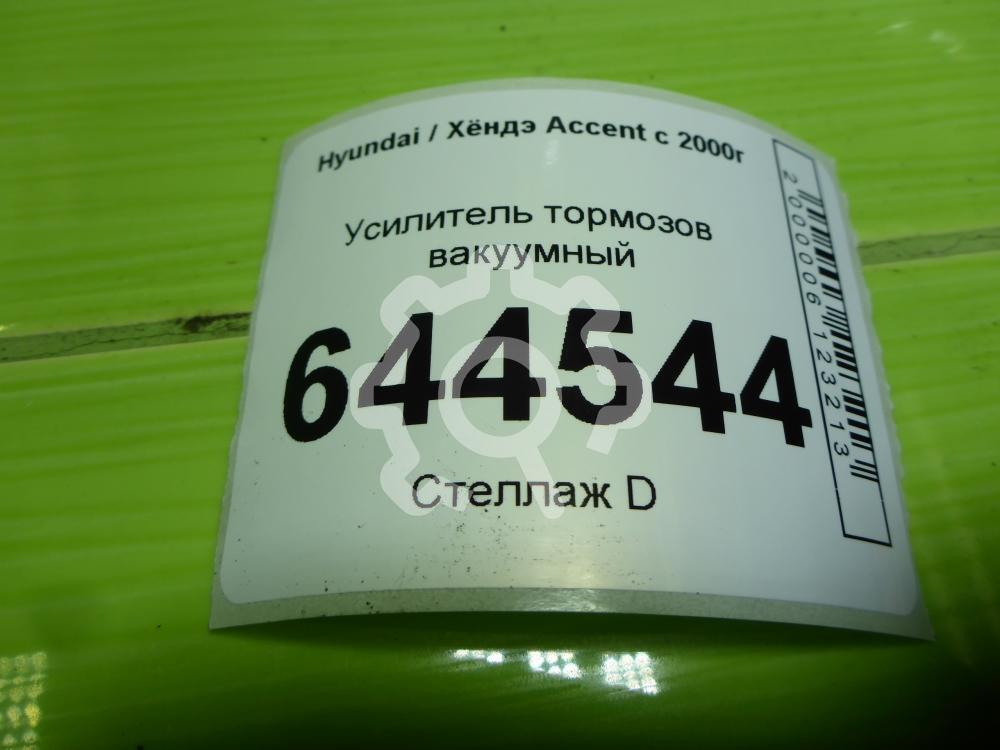 Hyundai / Хёндэ Accent с 2000г
Усилитель тормозов
вакуумный
644544
Стеллаж D
2000006123213